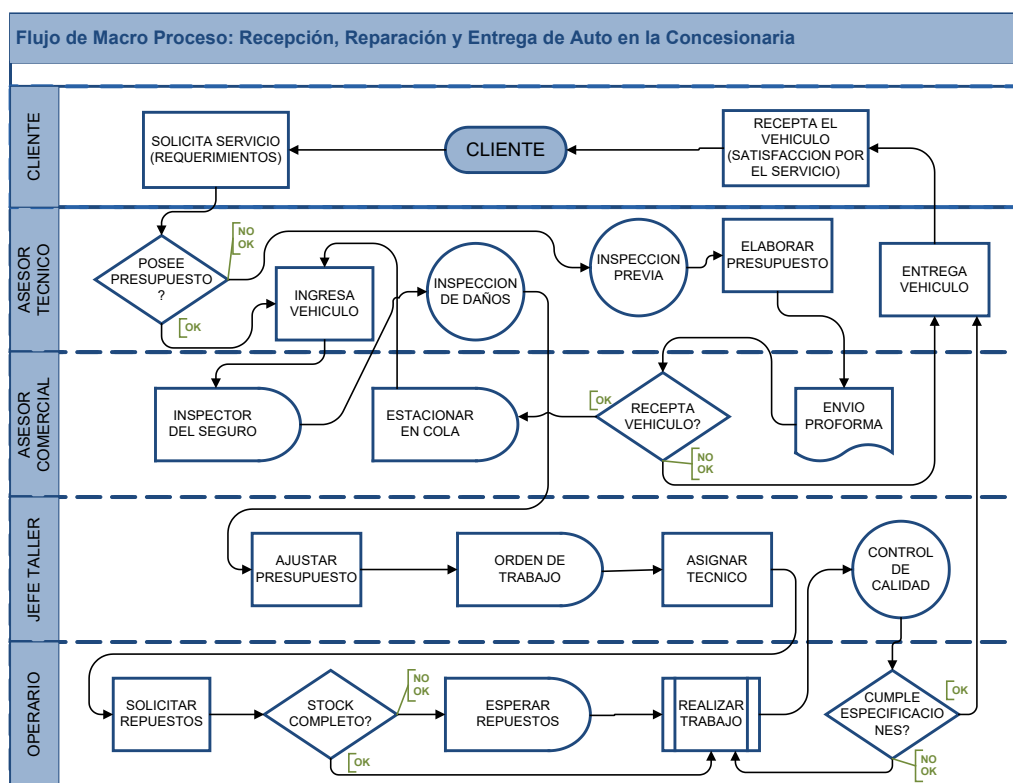 Flujo de Macro Proceso: Recepción, Reparación y Entrega de Auto en la Concesionaria
CLIENTE
SOLICITA SERVICIO
(REQUERIMIENTOS)
CLIENTE
RECEPTA EL
VEHICULO
(SATISFACCION POR
EL SERVICIO)
ASESOR
TECNICO
POSEE
PRESUPUESTO
?
NO
OK
OK
INGRESA
VEHICULO
INSPECCION
DE DAÑOS
INSPECCION
PREVIA
ELABORAR
PRESUPUESTO
ENTREGA
VEHICULO
ASESOR
COMERCIAL
INSPECTOR
DEL SEGURO
ESTACIONAR
EN COLA
OK
RECEPTA
VEHICULO?
NO
OK
ENVIO
PROFORMA
JEFE TALLER
AJUSTAR
PRESUPUESTO
ORDEN DE
TRABAJO
ASIGNAR
TECNICO
CONTROL
DE
CALIDAD
OPERARIO
SOLICITAR
REPUESTOS
STOCK
COMPLETO?
NO
OK
OK
ESPERAR
REPUESTOS
REALIZAR
TRABAJO
CUMPLE
ESPECIFICACIO
NES?
OK
NO
OK